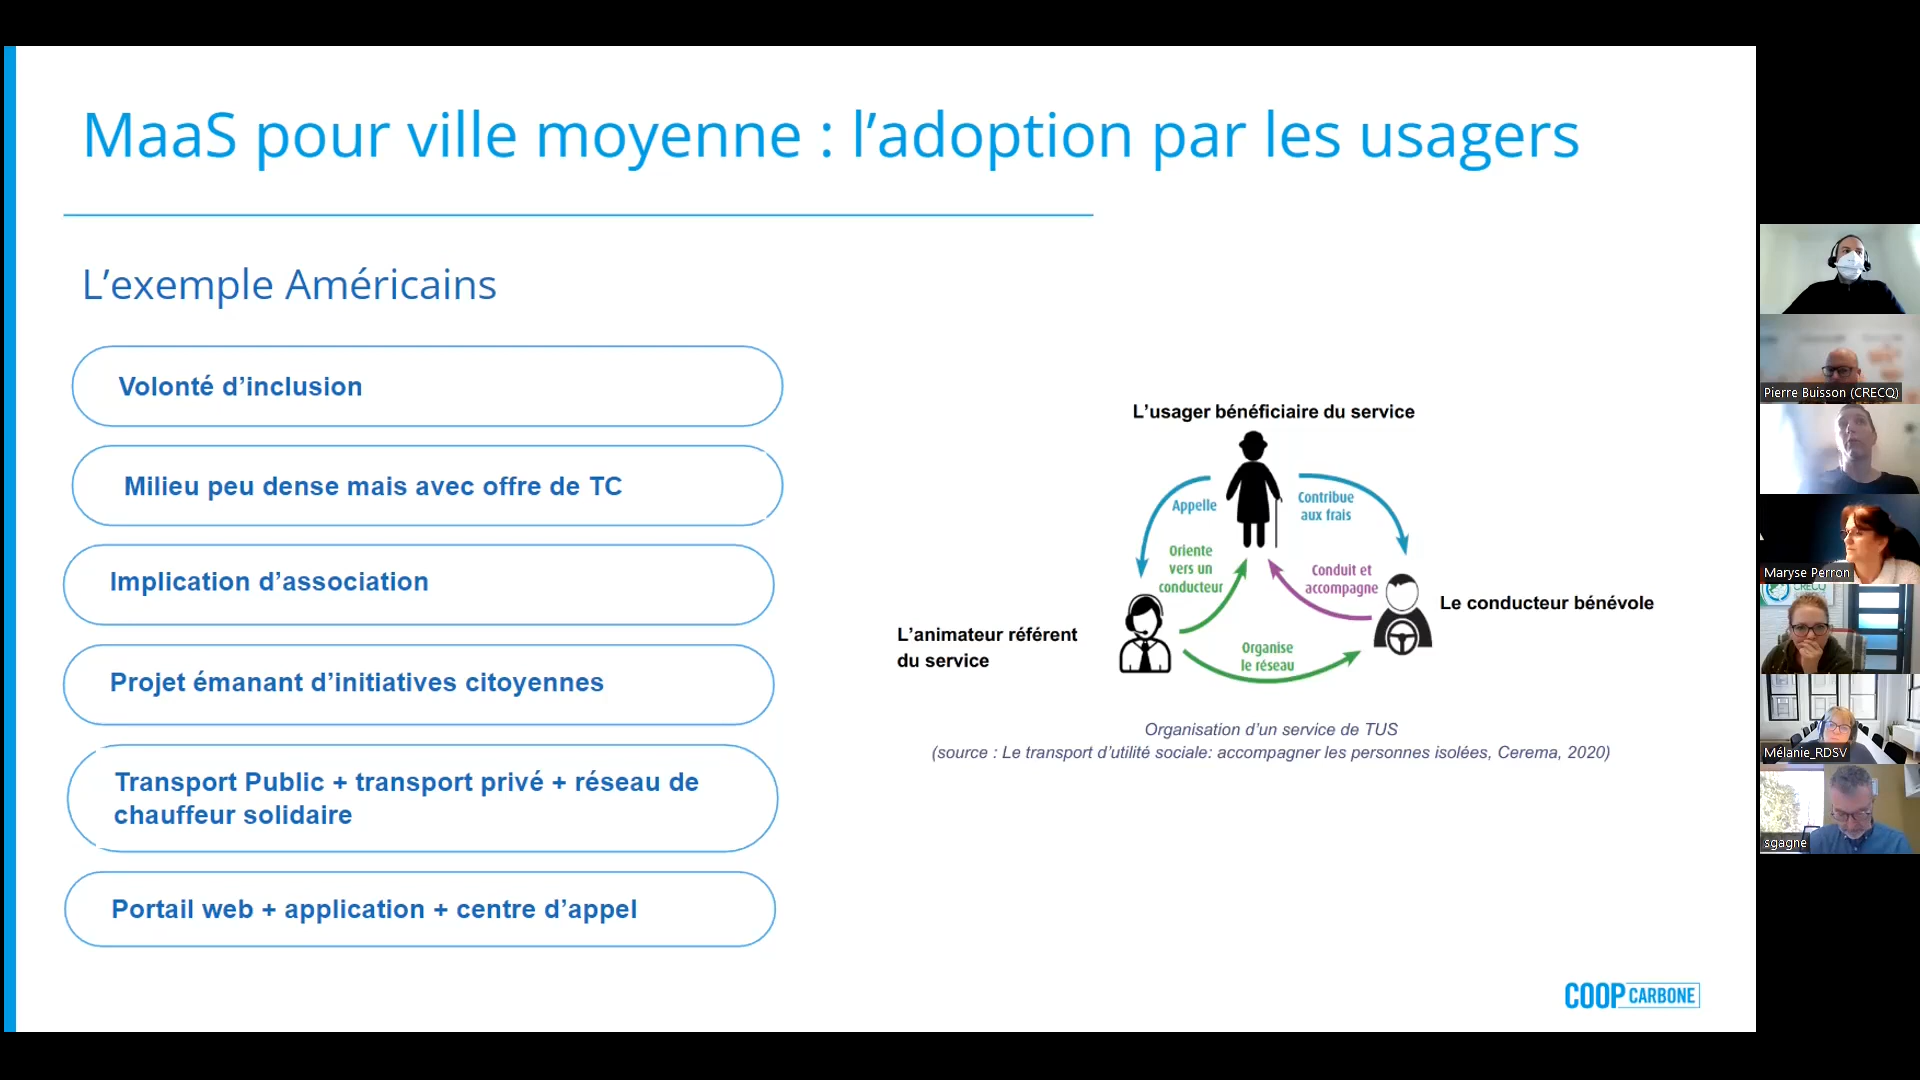 MaaS pour ville moyenne : l’adoption par les usagers
L’exemple Américains
Volonté d’inclusion
Milieu peu dense mais avec offre de TC
Implication d’association
Projet émanant d’initiatives citoyennes
Transport Public + transport privé + réseau de
chauffeur solidaire
Portail web + application + centre d’appel
L’usager bénéficiaire du service
Appelle
Contribue
aux frais
Oriente
vers un
conducteur
Conduit et
accompagne
Le conducteur bénévole
L’animateur référent
du service
Organise
le réseau
Organisation d’un service de TUS
(source : Le transport d’utilité sociale: accompagner les personnes isolées, Cerema, 2020)
COOP CARBONE
Pierre Buisson (CRECQ)
Maryse Perron
CRECQ
Mélanie_RDSV
sgagne